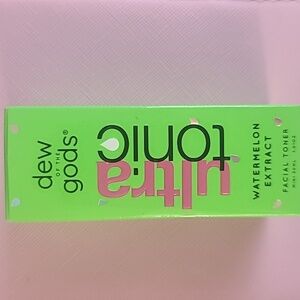 dew
OF THE
gods®
ultra
tonic
WATERMELON
EXTRACT
FACIAL TONER